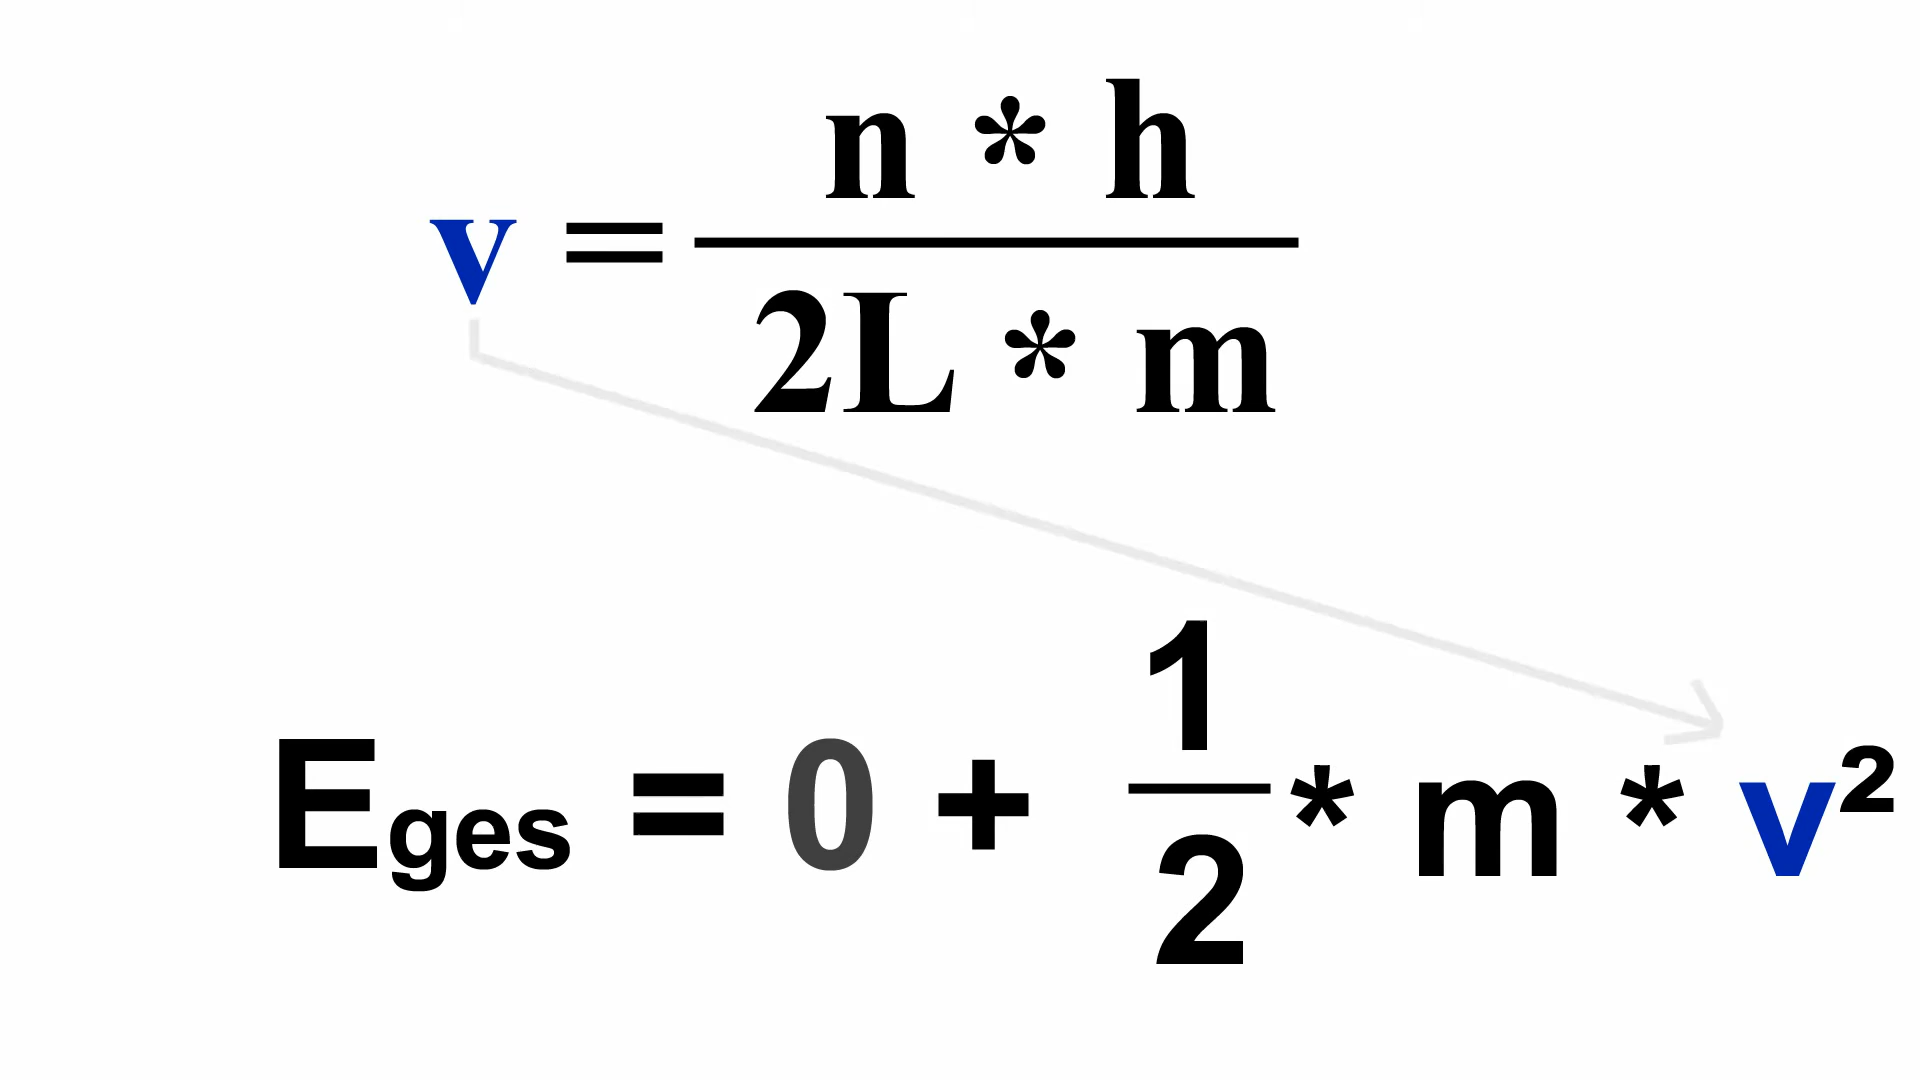 v = n * h
2L * m
Eges = 0 + 1/2 * m * v²